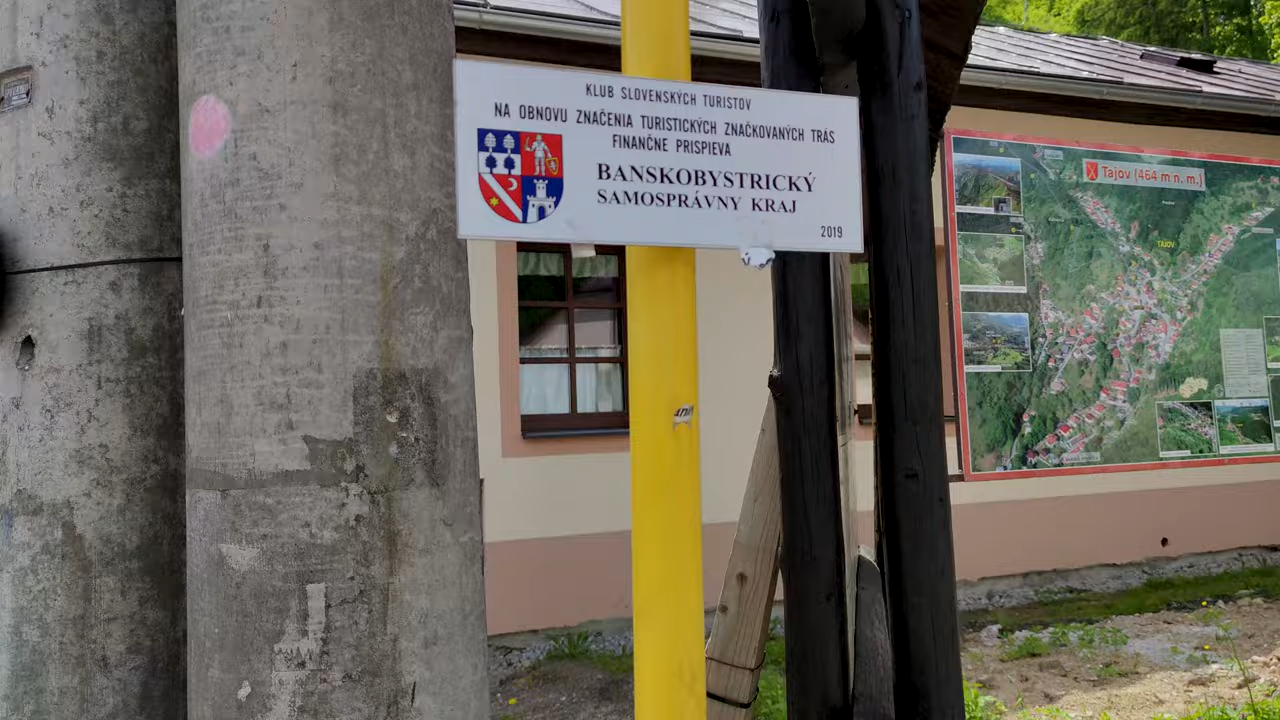 KLUB SLOVENSKÝCH TURISTOV
NA OBNOVU ZNAČENIA TURISTICKÝCH ZNAČKOVANÝCH TRÁS
FINANČNE PRISPIEVA
BANSKOBYSTRICKÝ
SAMOSPRÁVNY KRAJ
2019
Tajov (464 m n. m.)
TAJOV